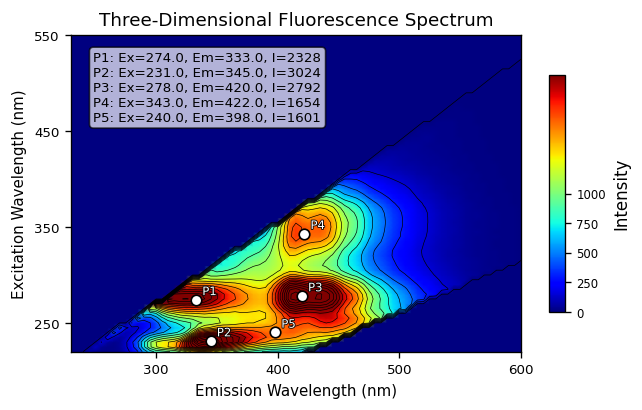 Three-Dimensional Fluorescence Spectrum
P1: Ex=274.0, Em=333.0, I=2328
P2: Ex=231.0, Em=345.0, I=3024
P3: Ex=278.0, Em=420.0, I=2792
P4: Ex=343.0, Em=422.0, I=1654
P5: Ex=240.0, Em=398.0, I=1601
550
450
350
250
Excitation Wavelength (nm)
P4
P1
P3
P2
P5
300
400
500
600
Emission Wavelength (nm)
1000
750
500
250
0
Intensity